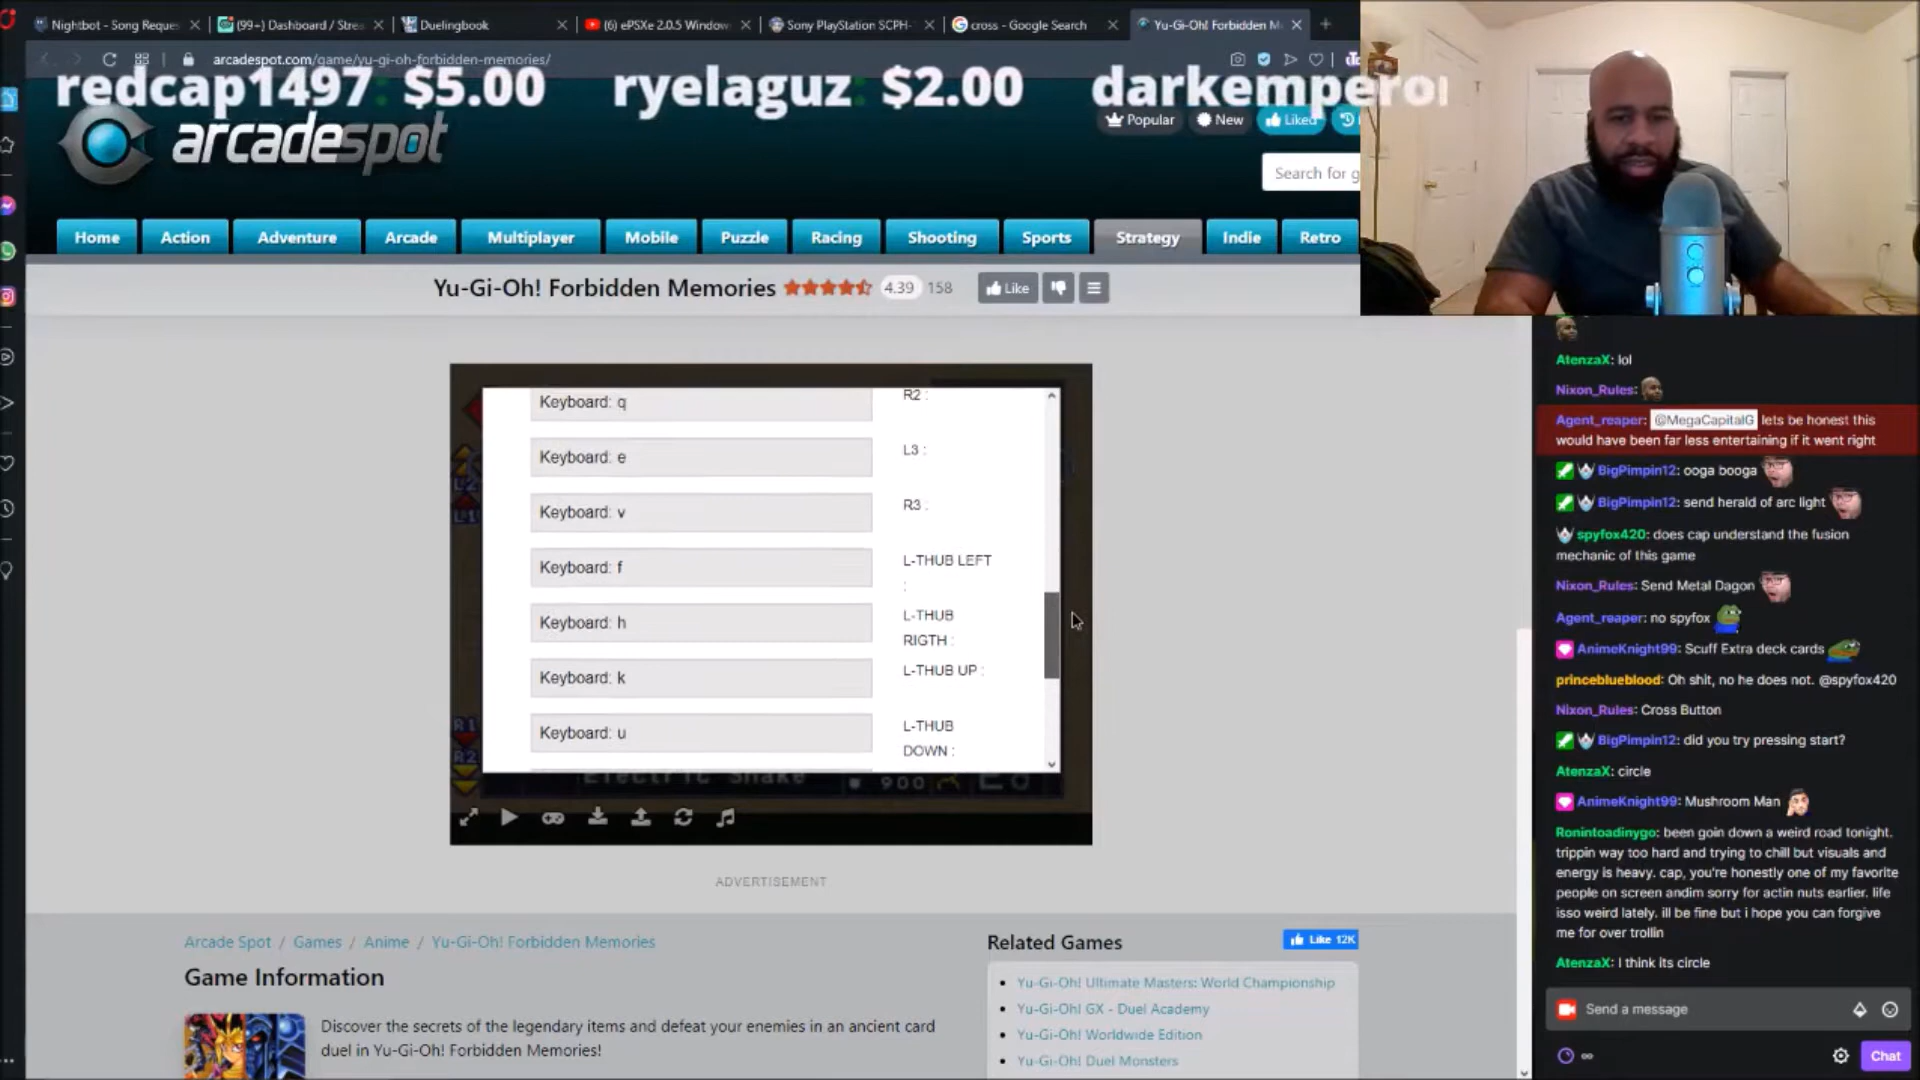 Nightbot - Song Reques
(99+) Dashboard / Strea
Duelingbook
(6) ePSXe 2.0.5 Window
Sony PlayStation SCPH-
cross - Google Search
Yu-Gi-Oh! Forbidden M
arcadespot.com/game/yu-gi-oh-forbidden-memories/
redcap1497: $5.00 ryelaguz: $2.00 darkemperor
arcadespot
Popular
New
Liked
Search for g
Home
Action
Adventure
Arcade
Multiplayer
Mobile
Puzzle
Racing
Shooting
Sports
Strategy
Indie
Retro
Yu-Gi-Oh! Forbidden Memories
4.39 158
Like
R2 :
Keyboard: q
L3 :
Keyboard: e
R3 :
Keyboard: v
L-THUB LEFT
:
Keyboard: f
L-THUB
RIGTH :
Keyboard: h
L-THUB UP :
Keyboard: k
L-THUB
DOWN :
Keyboard: u
L2
L1
R1
R2
Electric Snake
900
ADVERTISEMENT
Arcade Spot / Games / Anime / Yu-Gi-Oh! Forbidden Memories
Game Information
Discover the secrets of the legendary items and defeat your enemies in an ancient card
duel in Yu-Gi-Oh! Forbidden Memories!
Related Games
Like 12K
Yu-Gi-Oh! Ultimate Masters: World Championship
Yu-Gi-Oh! GX - Duel Academy
Yu-Gi-Oh! Worldwide Edition
Yu-Gi-Oh! Duel Monsters
AtenzaX: lol
Nixon_Rules:
Agent_reaper: @MegaCapitalG lets be honest this
would have been far less entertaining if it went right
BigPimpin12: ooga booga
BigPimpin12: send herald of arc light
spyfox420: does cap understand the fusion
mechanic of this game
Nixon_Rules: Send Metal Dagon
Agent_reaper: no spyfox
AnimeKnight99: Scuff Extra deck cards
princeblueblood: Oh shit, no he does not. @spyfox420
Nixon_Rules: Cross Button
BigPimpin12: did you try pressing start?
AtenzaX: circle
AnimeKnight99: Mushroom Man
Ronintoadinygo: been goin down a weird road tonight.
trippin way too hard and trying to chill but visuals and
energy is heavy. cap, you're honestly one of my favorite
people on screen andim sorry for actin nuts earlier. life
isso weird lately. ill be fine but i hope you can forgive
me for over trollin
AtenzaX: I think its circle
Send a message
Chat